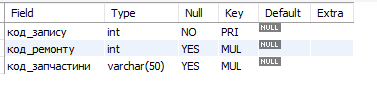 Field Type Null Key Default Extra
код_запису int NO PRI NULL
код_ремонту int YES MUL NULL
код_запчастини varchar(50) YES MUL NULL